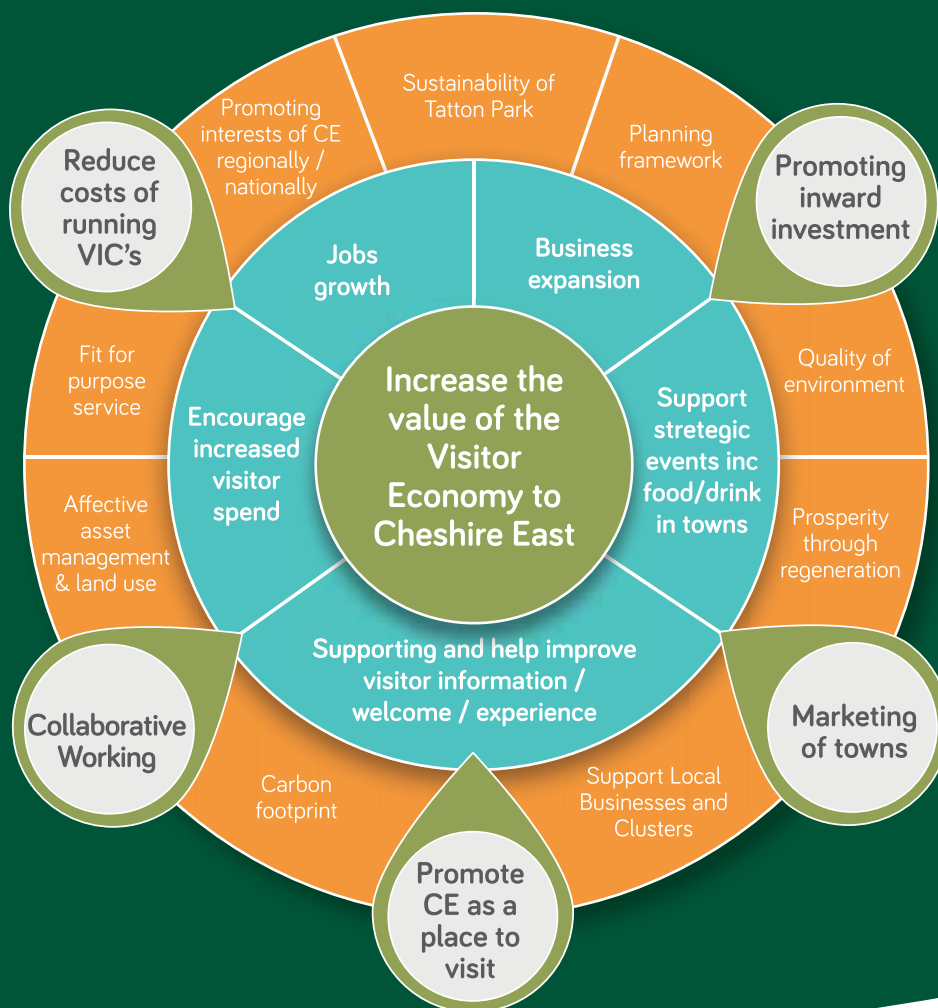 Sustainability of
Tatton Park
Promoting
interests of CE
regionally /
nationally
Planning
framework
Reduce
costs of
running
VIC's
Promoting
inward
investment
Jobs
growth
Business
expansion
Fit for
purpose
service
Quality of
environment
Encourage
increased
visitor
spend
Increase the
value of the
Visitor
Economy to
Cheshire East
Support
stretegic
events inc
food/drink
in towns
Affective
asset
management
& land use
Prosperity
through
regeneration
Supporting and help improve
visitor information /
welcome / experience
Collaborative
Working
Marketing
of towns
Carbon
footprint
Support Local
Businesses and
Clusters
Promote
CE as a
place to
visit